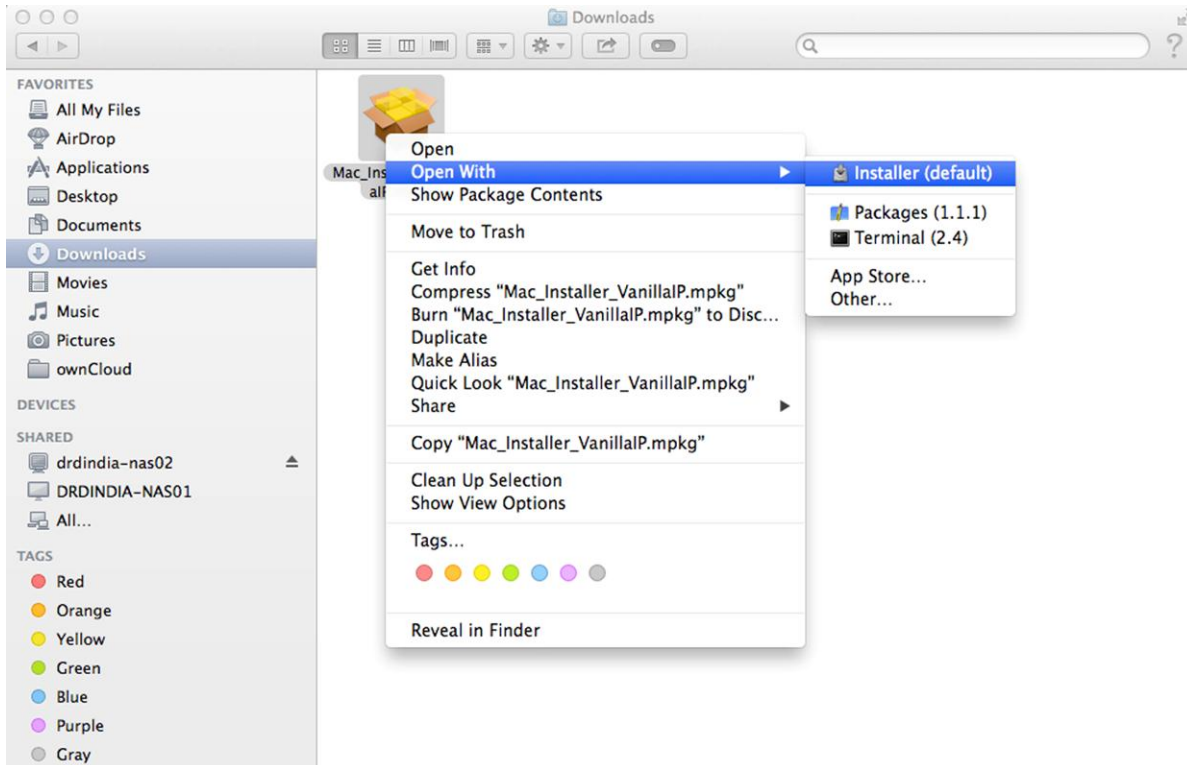 Downloads
?
FAVORITES
All My Files
AirDrop
Applications
Desktop
Documents
Downloads
Movies
Music
Pictures
ownCloud
DEVICES
SHARED
drdindia-nas02
DRDINDIA-NAS01
All...
TAGS
Red
Orange
Yellow
Green
Blue
Purple
Gray
Mac_Ins
Open
Open With
Show Package Contents
Move to Trash
Get Info
Compress “Mac_Installer_VanillaIP.mpkg”
Burn “Mac_Installer_VanillaIP.mpkg” to Disc...
Duplicate
Make Alias
Quick Look “Mac_Installer_VanillaIP.mpkg”
Share
Copy “Mac_Installer_VanillaIP.mpkg”
Clean Up Selection
Show View Options
Tags...
Reveal in Finder
Installer (default)
Packages (1.1.1)
Terminal (2.4)
App Store...
Other...